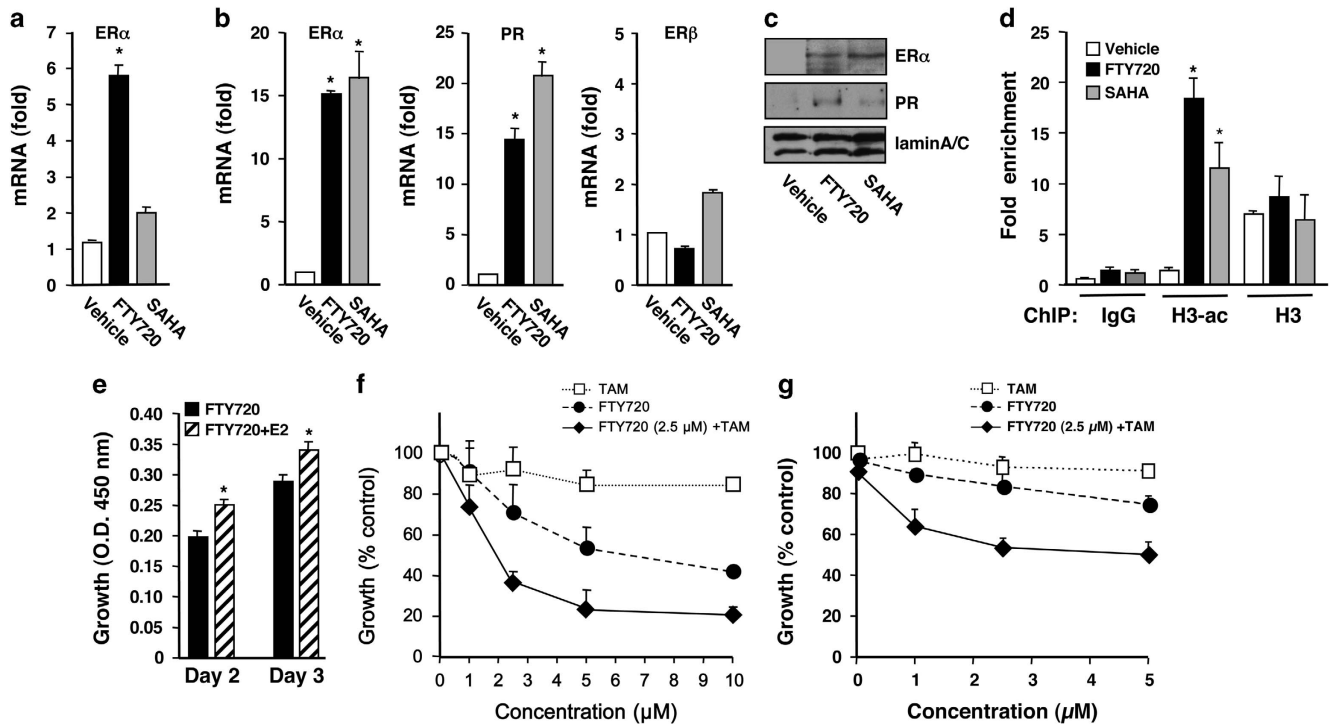 a
ERα
mRNA (fold)
7
6
5
4
3
2
1
0
*
Vehicle
FTY720
SAHA
b
ERα
mRNA (fold)
20
15
10
5
0
*
*
Vehicle
FTY720
SAHA
PR
mRNA (fold)
25
20
15
10
5
0
*
*
Vehicle
FTY720
SAHA
ERβ
mRNA (fold)
5
4
3
2
1
0
Vehicle
FTY720
SAHA
c
ERα
PR
laminA/C
Vehicle
FTY720
SAHA
d
Fold enrichment
25
20
15
10
5
0
Vehicle
FTY720
SAHA
*
*
ChIP: IgG H3-ac H3
e
Growth (O.D. 450 nm)
0.40
0.35
0.30
0.25
0.20
0.15
0.10
0.05
0
FTY720
FTY720+E2
*
*
Day 2 Day 3
f
TAM
FTY720
FTY720 (2.5 µM) +TAM
Growth (% control)
100
80
60
40
20
0
0 1 2 3 4 5 5 6 7 8 9 10
Concentration (µM)
g
TAM
FTY720
FTY720 (2.5 µM) +TAM
Growth (% control)
100
80
60
40
20
0
0 1 2 3 4 5
Concentration (µM)